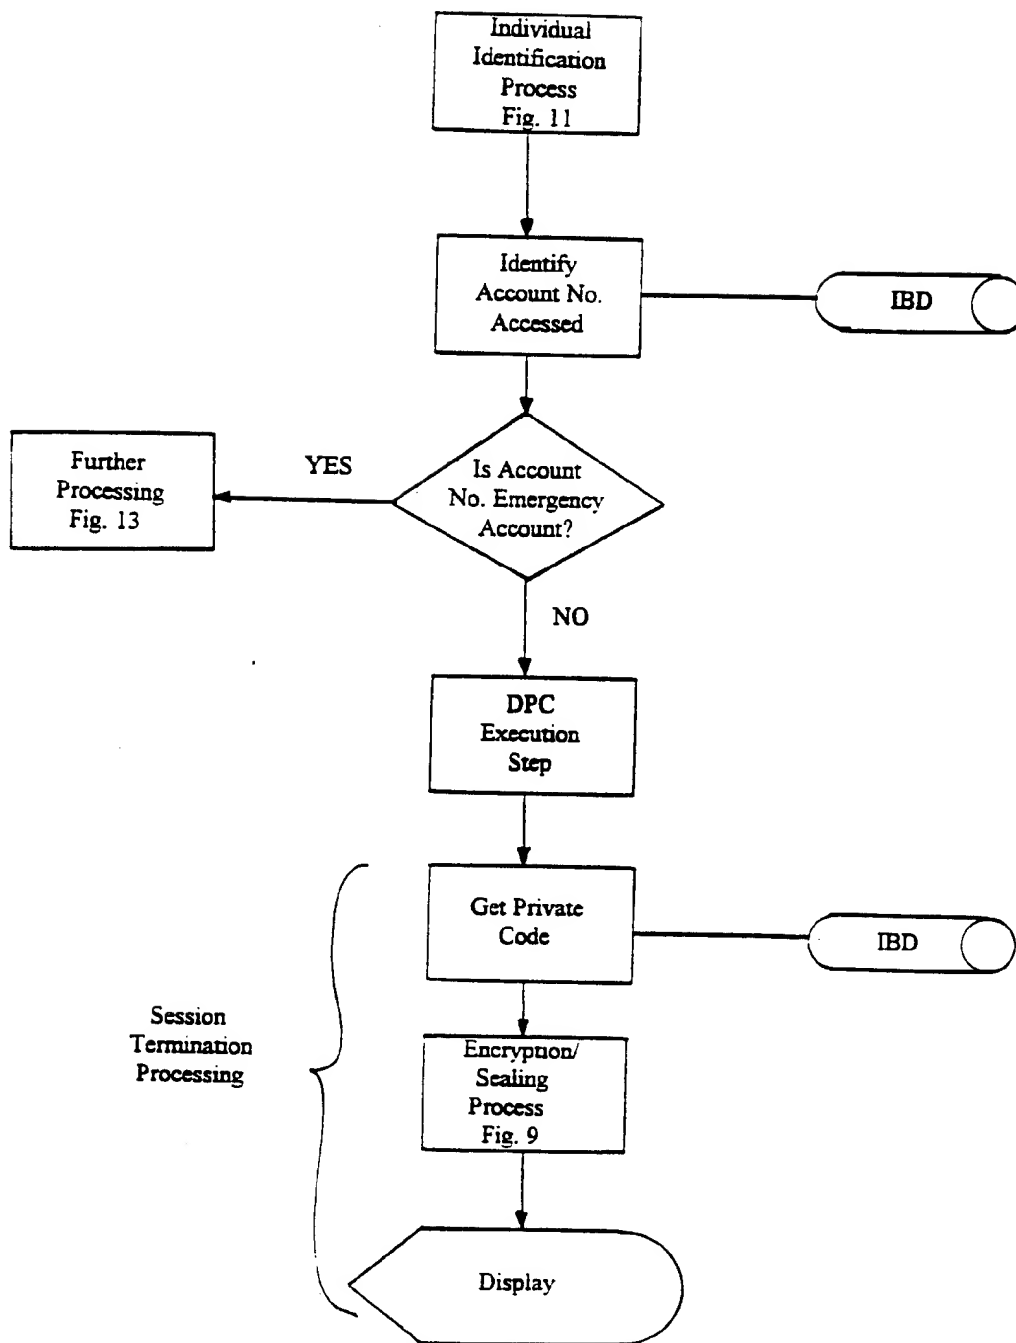 Individual
Identification
Process
Fig. 11
Identify
Account No.
Accessed
IBD
Further
Processing
Fig. 13
YES
Is Account
No. Emergency
Account?
NO
DPC
Execution
Step
Get Private
Code
IBD
Session
Termination
Processing
Encryption/
Sealing
Process
Fig. 9
Display